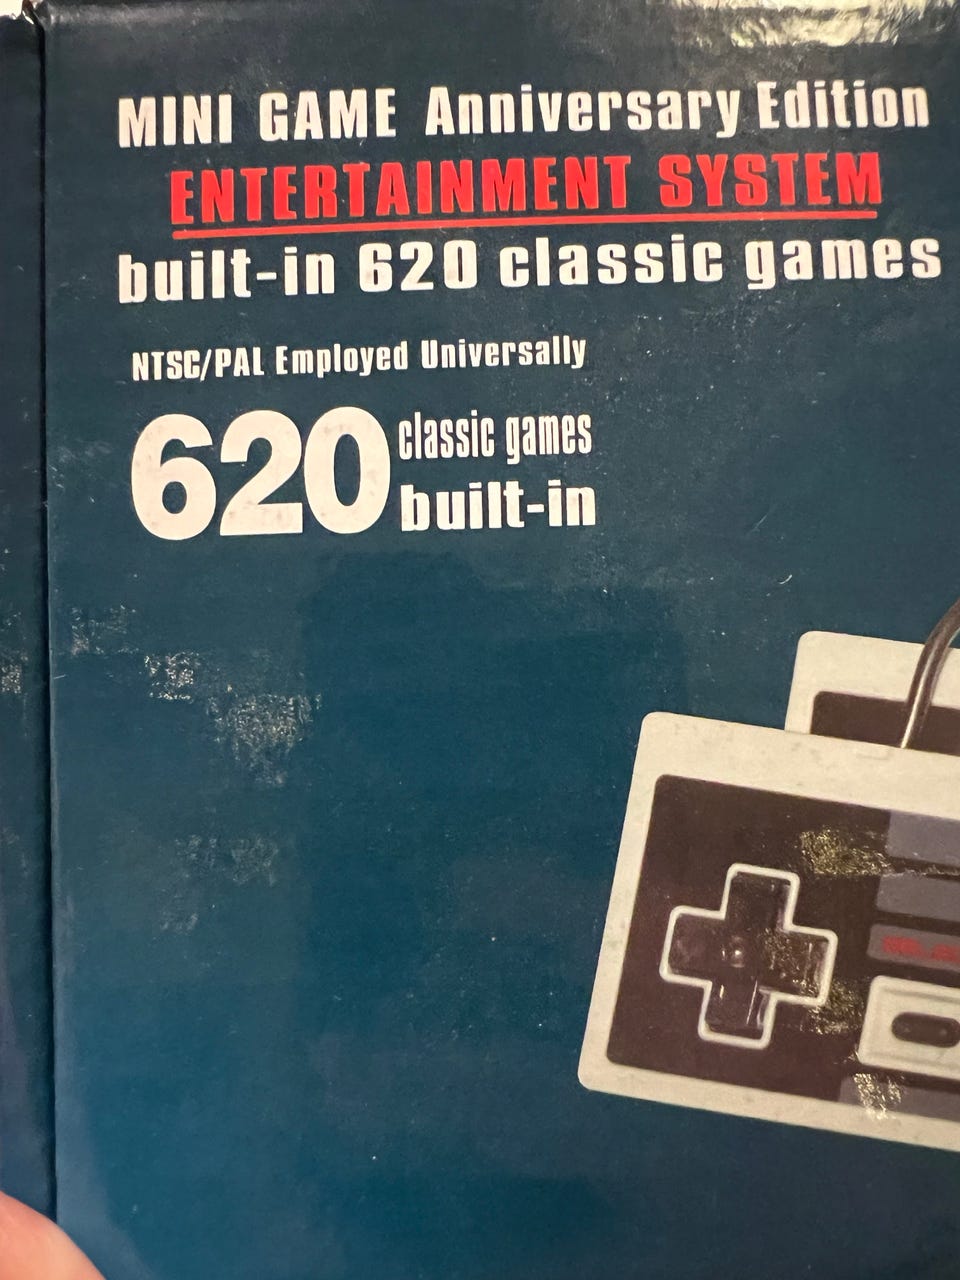 MINI GAME Anniversary Edition
ENTERTAINMENT SYSTEM
built-in 620 classic games
NTSC/PAL Employed Universally
620 classic games
built-in